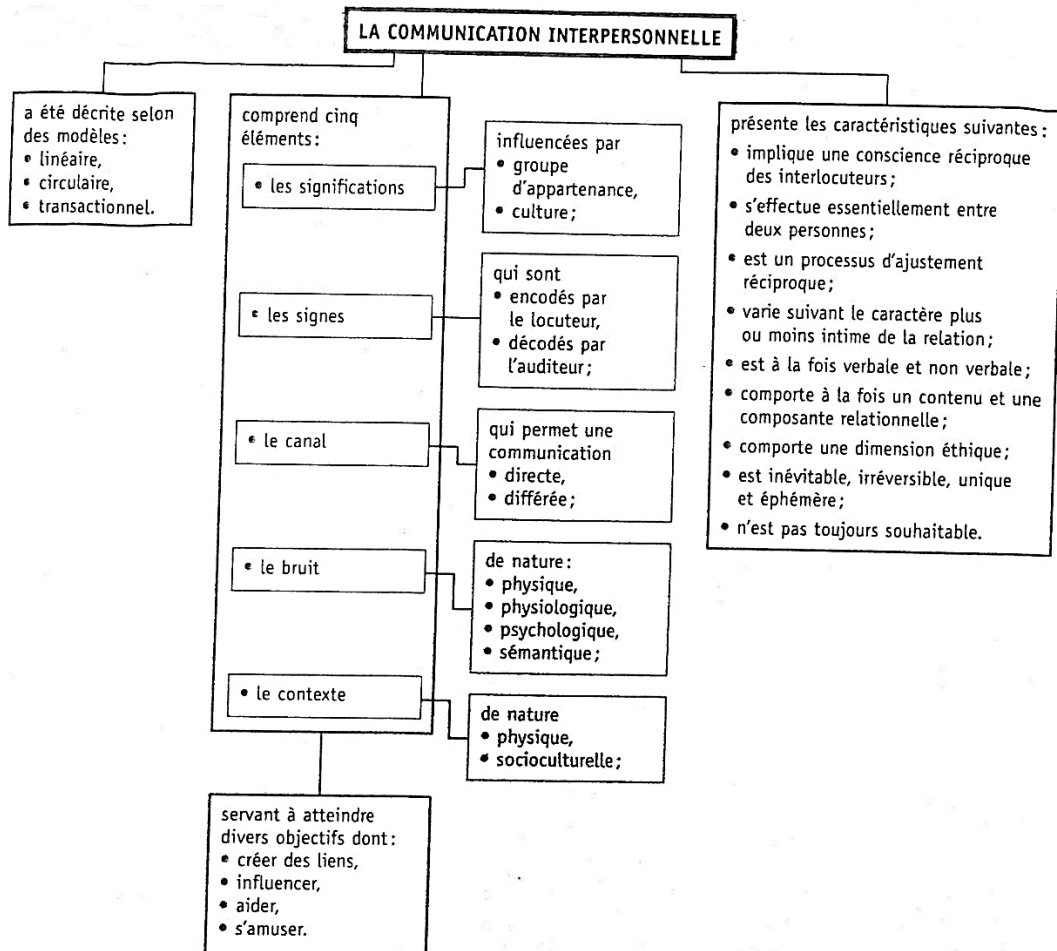 LA COMMUNICATION INTERPERSONNELLE
a été décrite selon
des modèles :
• linéaire,
• circulaire,
• transactionnel.
comprend cinq
éléments :
• les significations
influencées par
• groupe
d'appartenance,
• culture ;
• les signes
qui sont
• encodés par
le locuteur,
• décodés par
l'auditeur ;
• le canal
qui permet une
communication
• directe,
• différée ;
• le bruit
de nature :
• physique,
• physiologique,
• psychologique,
• sémantique ;
• le contexte
de nature
• physique,
• socioculturelle ;
servant à atteindre
divers objectifs dont :
• créer des liens,
• influencer,
• aider,
• s'amuser.
présente les caractéristiques suivantes :
• implique une conscience réciproque
des interlocuteurs ;
• s'effectue essentiellement entre
deux personnes ;
• est un processus d'ajustement
réciproque ;
• varie suivant le caractère plus
ou moins intime de la relation ;
• est à la fois verbale et non verbale ;
• comporte à la fois un contenu et une
composante relationnelle ;
• comporte une dimension éthique ;
• est inévitable, irréversible, unique
et éphémère ;
• n'est pas toujours souhaitable.